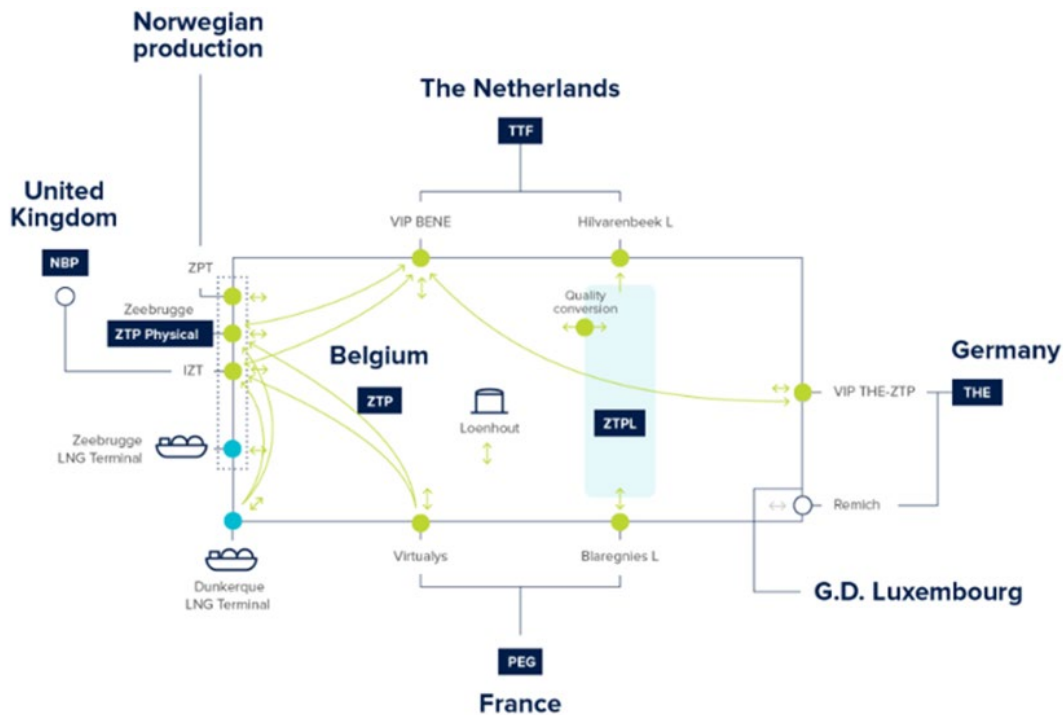 Norwegian
production
The Netherlands
TTF
United
Kingdom
NBP
VIP BENE
Hilvarenbeek L
ZPT
Zeebrugge
ZTP Physical
IZT
Quality
conversion
Belgium
ZTP
Loenhout
ZTPL
Germany
VIP THE-ZTP
THE
Zeebrugge
LNG Terminal
Remich
Dunkerque
LNG Terminal
Virtualys
Blaregnies L
G.D. Luxembourg
PEG
France